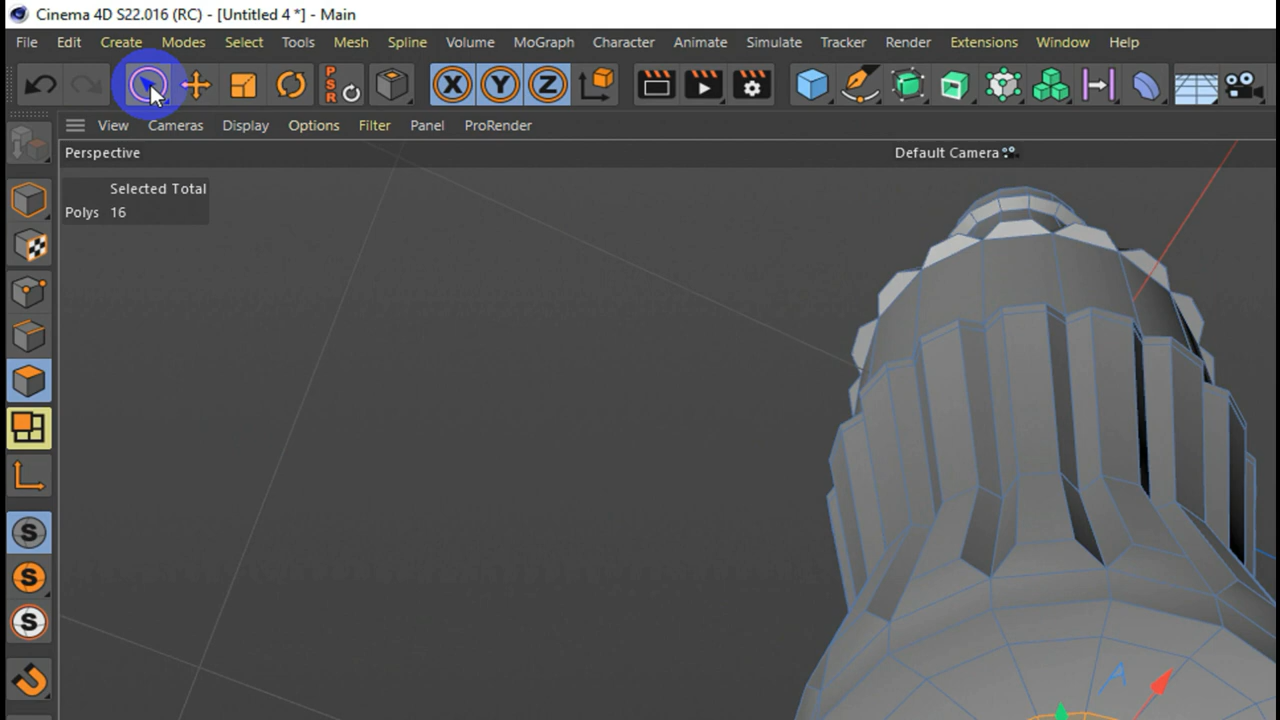 Cinema 4D S22.016 (RC) - [Untitled 4 *] - Main
File Edit Create Modes Select Tools Mesh Spline Volume MoGraph Character Animate Simulate Tracker Render Extensions Window Help
P
S
R
X Y Z
View Cameras Display Options Filter Panel ProRender
Perspective Default Camera
Selected Total
Polys 16
S
S
S